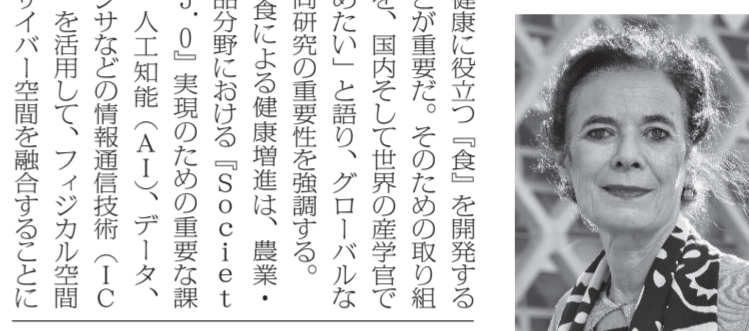 健康に役立つ『食』を開発する
とが重要だ。そのための取り組
を、国内そして世界の産学官で
めたい」と語り、グローバルな
同研究の重要性を強調する。
食による健康増進は、農業・
品分野における『Societ
5.0』実現のための重要な課
人工知能（AI）、データ、
ンサなどの情報通信技術（IC
を活用して、フィジカル空間
サイバー空間を融合することに